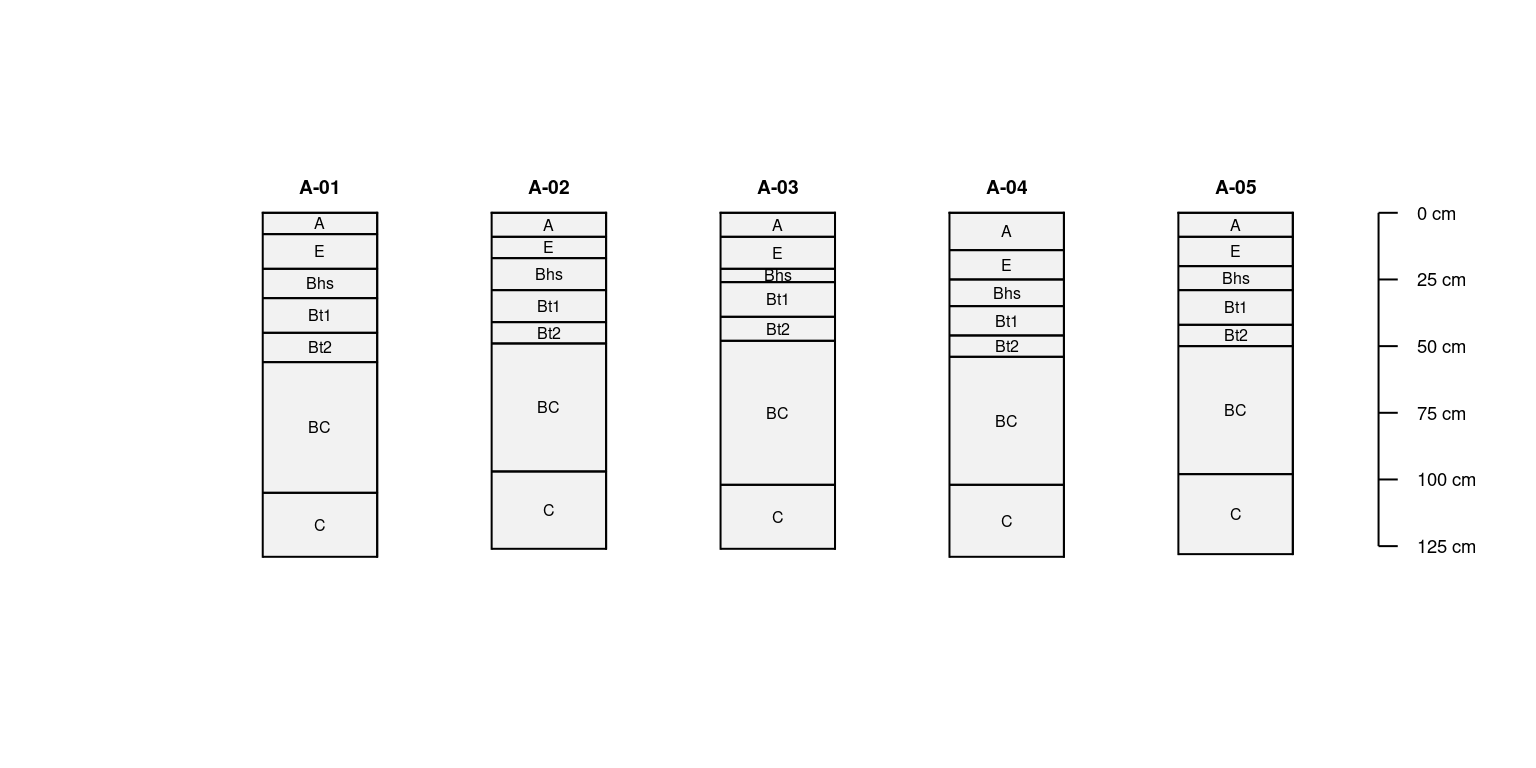 A-01 A-02 A-03 A-04 A-05
A A A A A 0 cm
E E E E E
Bhs Bhs Bhs Bhs Bhs 25 cm
Bt1 Bt1 Bt1 Bt1 Bt1
Bt2 Bt2 Bt2 Bt2 Bt2 50 cm
BC BC BC BC BC 75 cm
100 cm
C C C C C
125 cm